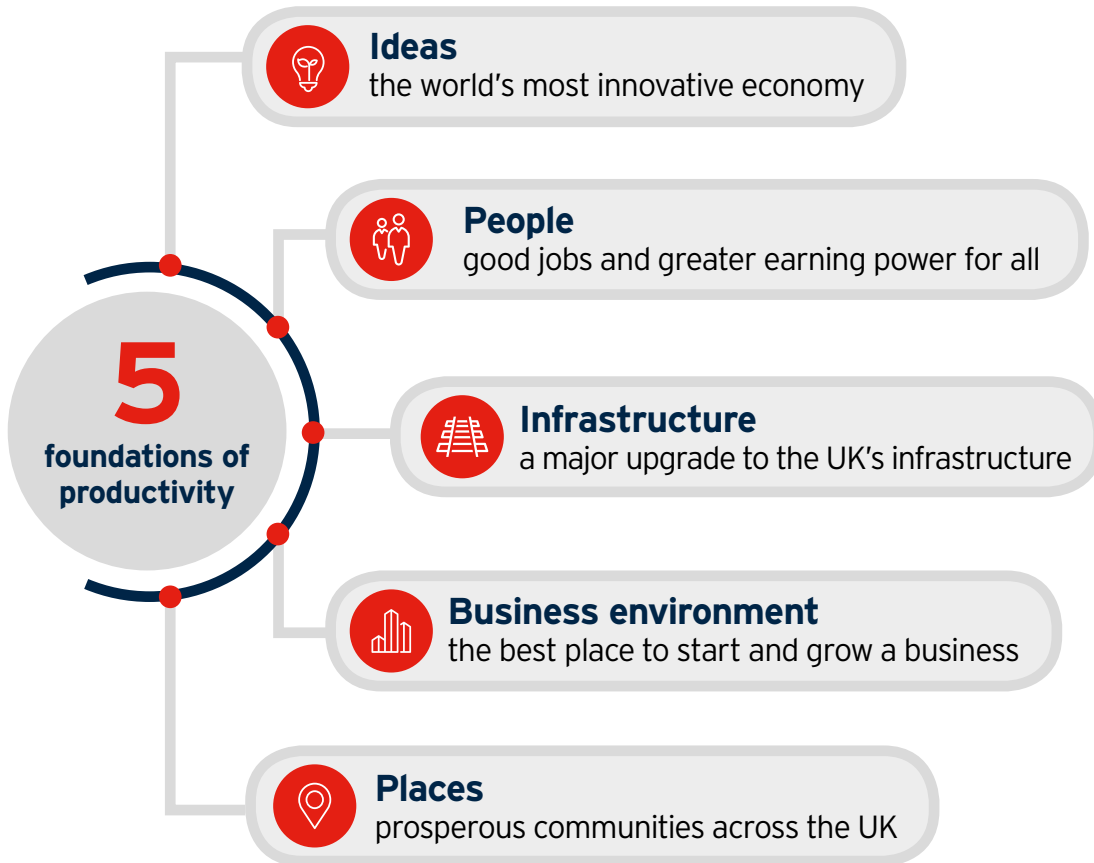 Ideas
the world's most innovative economy
People
good jobs and greater earning power for all
5
foundations of
productivity
Infrastructure
a major upgrade to the UK's infrastructure
Business environment
the best place to start and grow a business
Places
prosperous communities across the UK